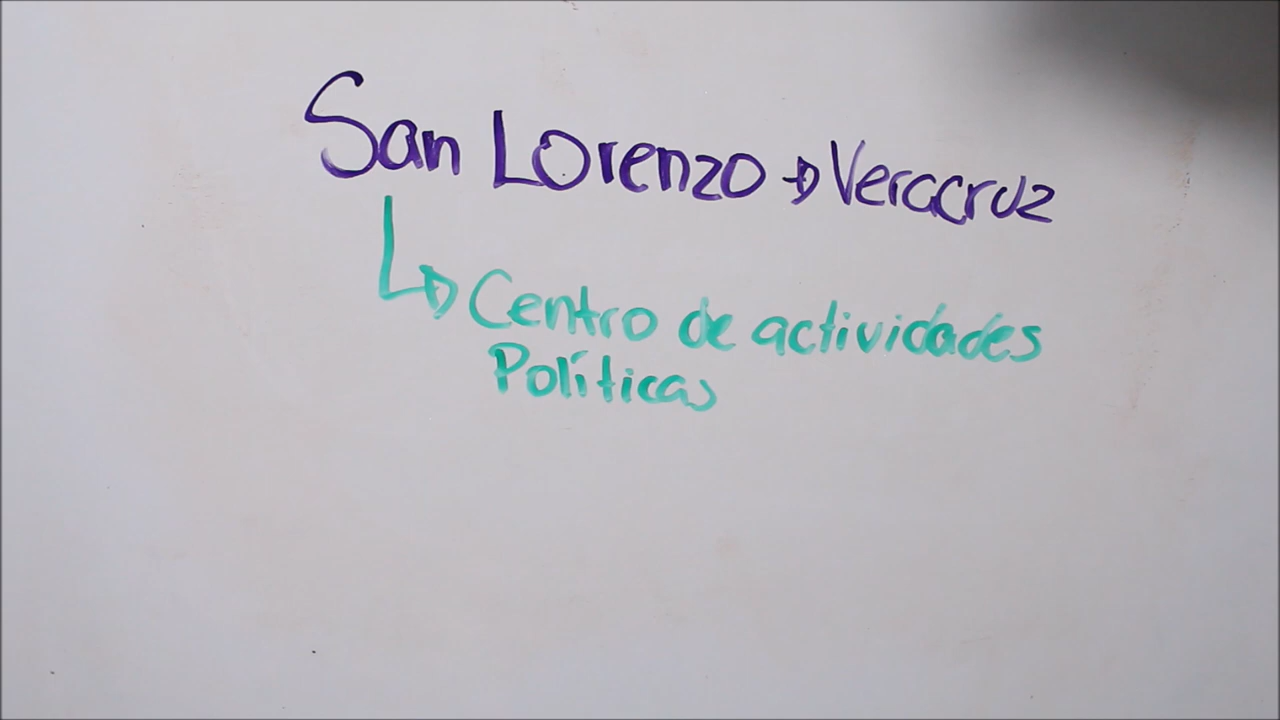 San Lorenzo → Veracruz
↳ Centro de actividades
Políticas